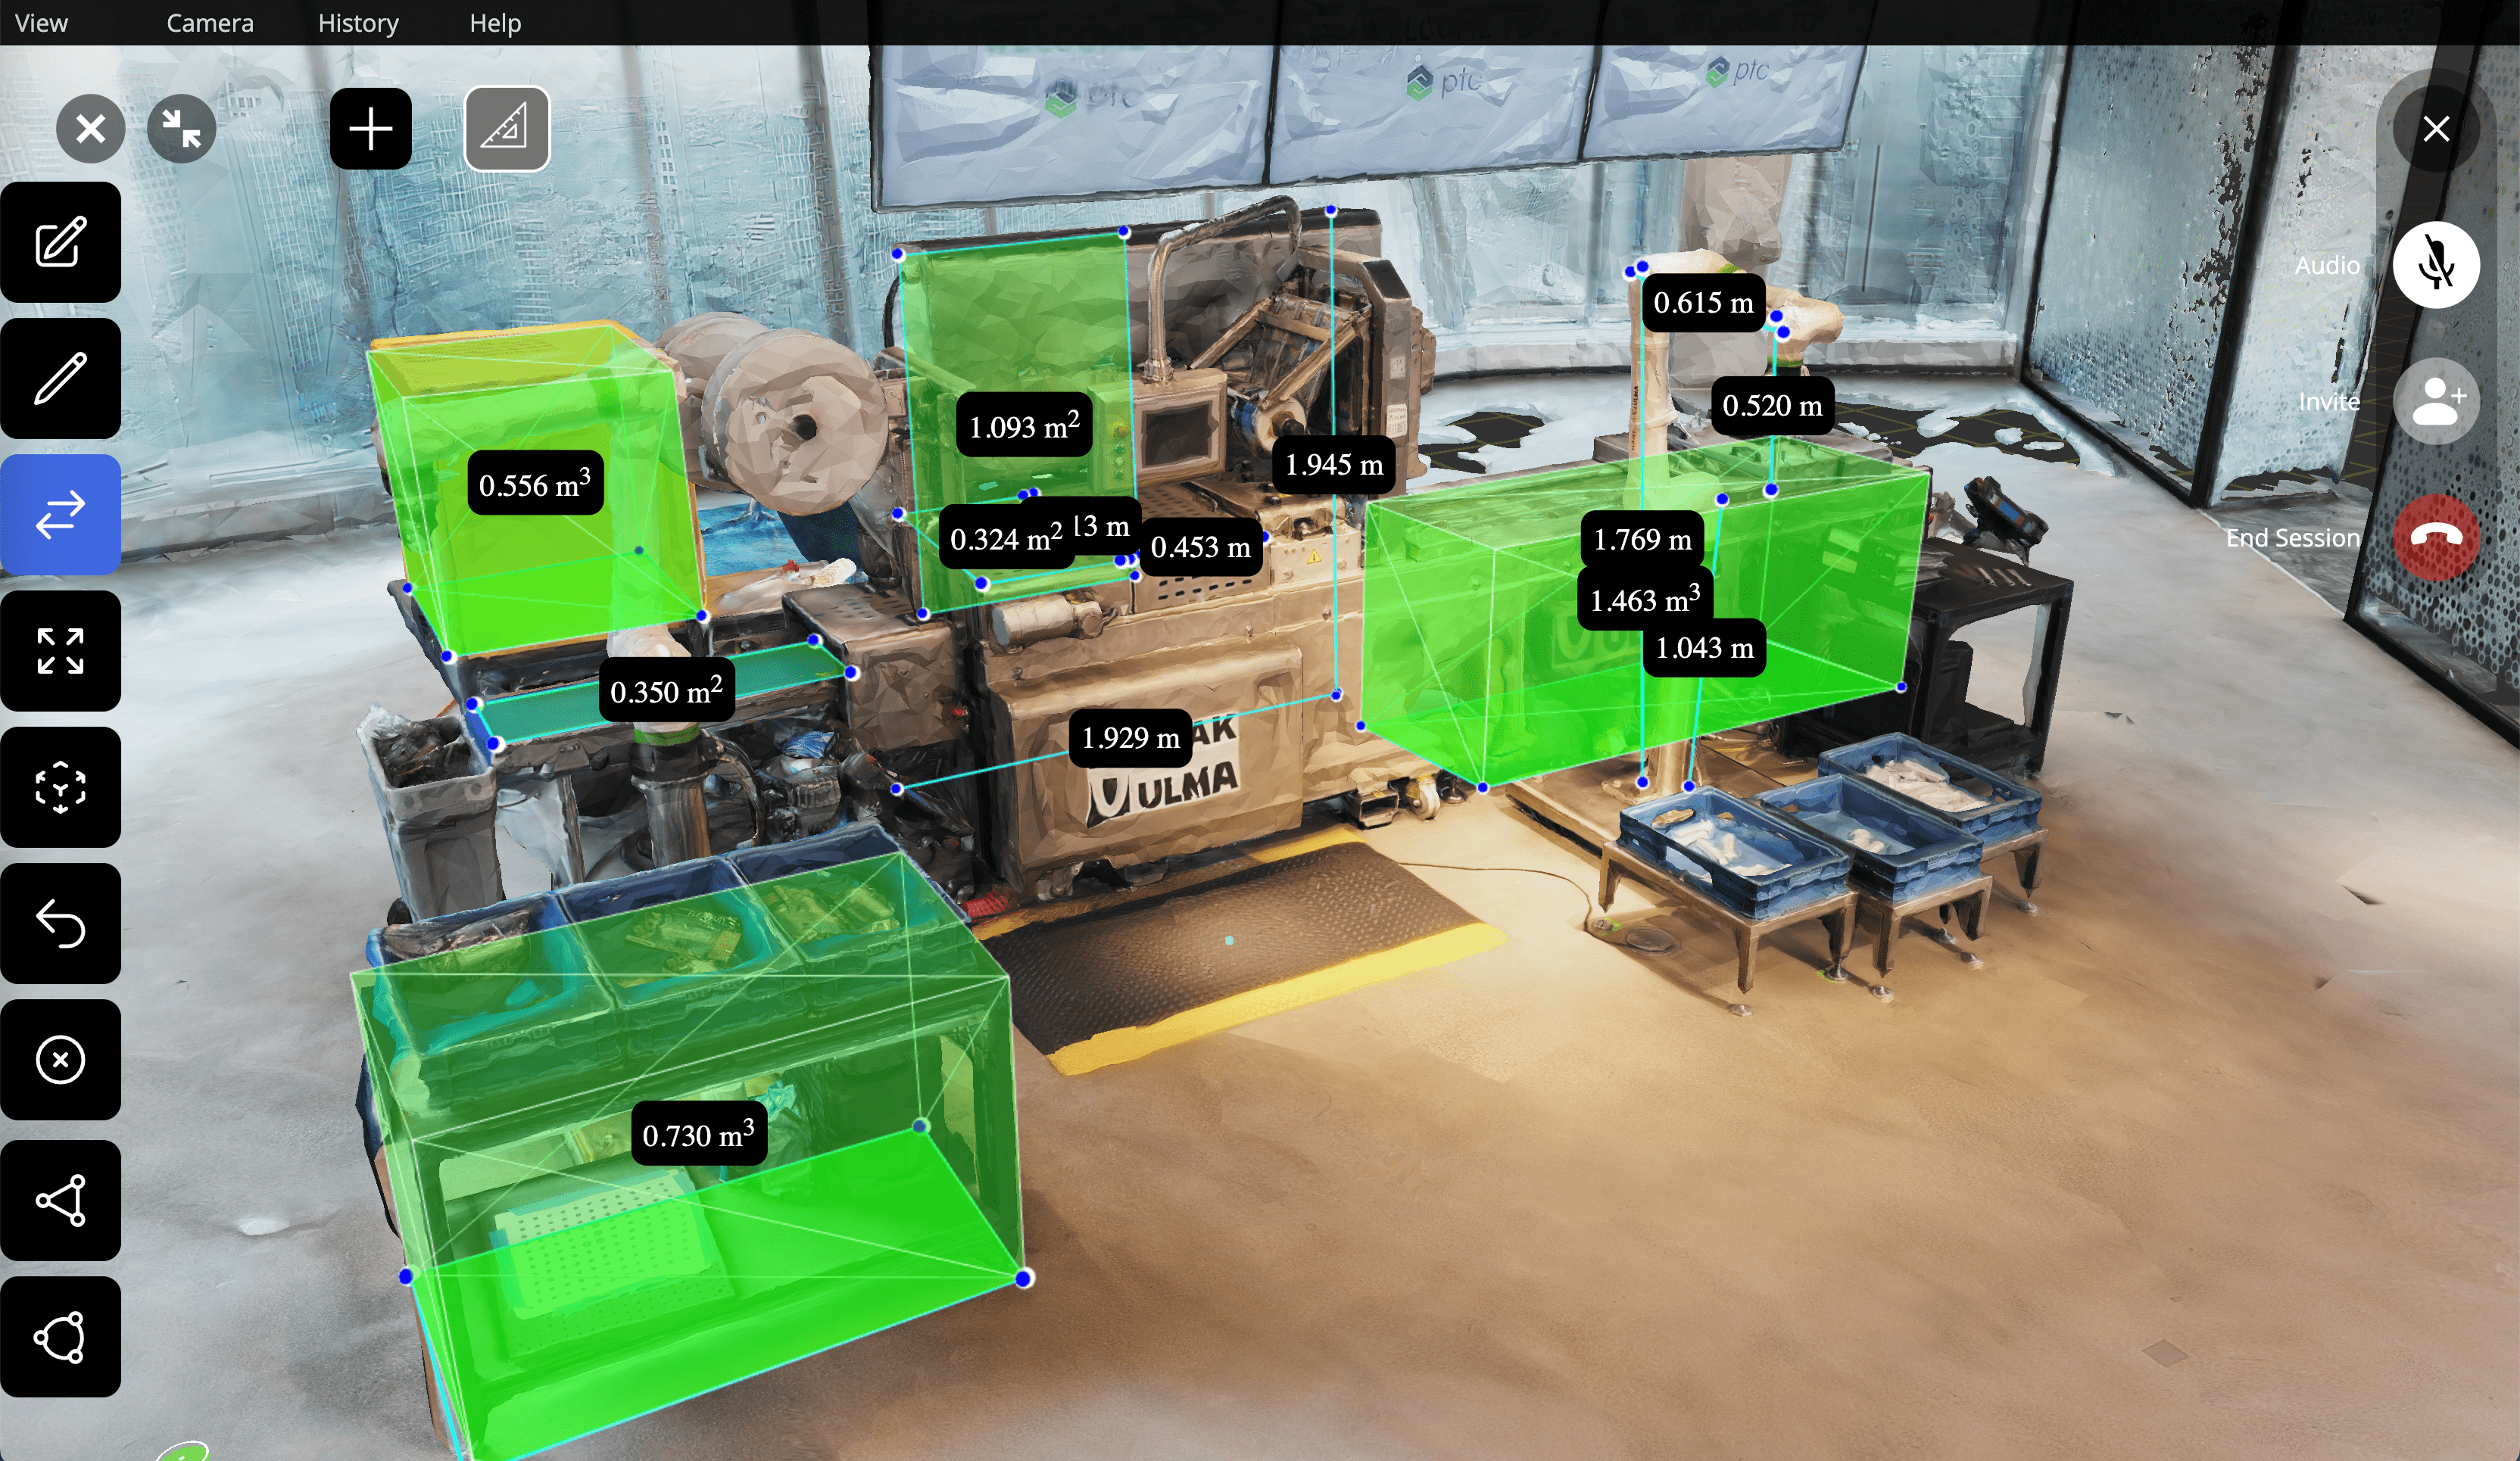 View Camera History Help
ptc
ptc
ptc
0.615 m
Audio
0.520 m
Invite
1.093 m²
1.945 m
0.556 m³
0.324 m²
0.453 m
1.769 m
End Session
1.463 m³
1.043 m
0.350 m²
1.929 m
ULMA
0.730 m³